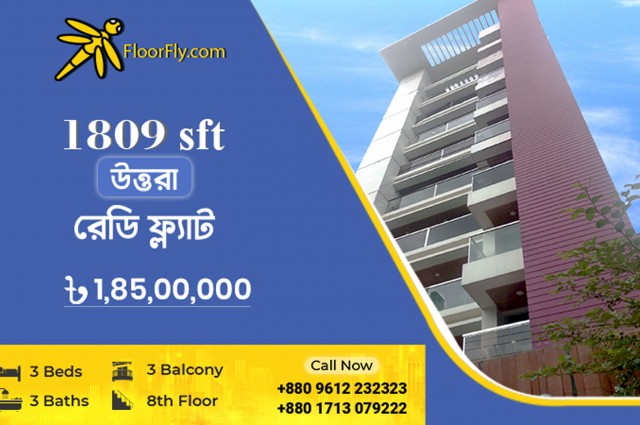 FloorFly.com
1809 sft
উত্তরা
রেডি ফ্ল্যাট
৳ 1,85,00,000
3 Beds
3 Balcony
3 Baths
8th Floor
Call Now
+880 9612 232323
+880 1713 079222